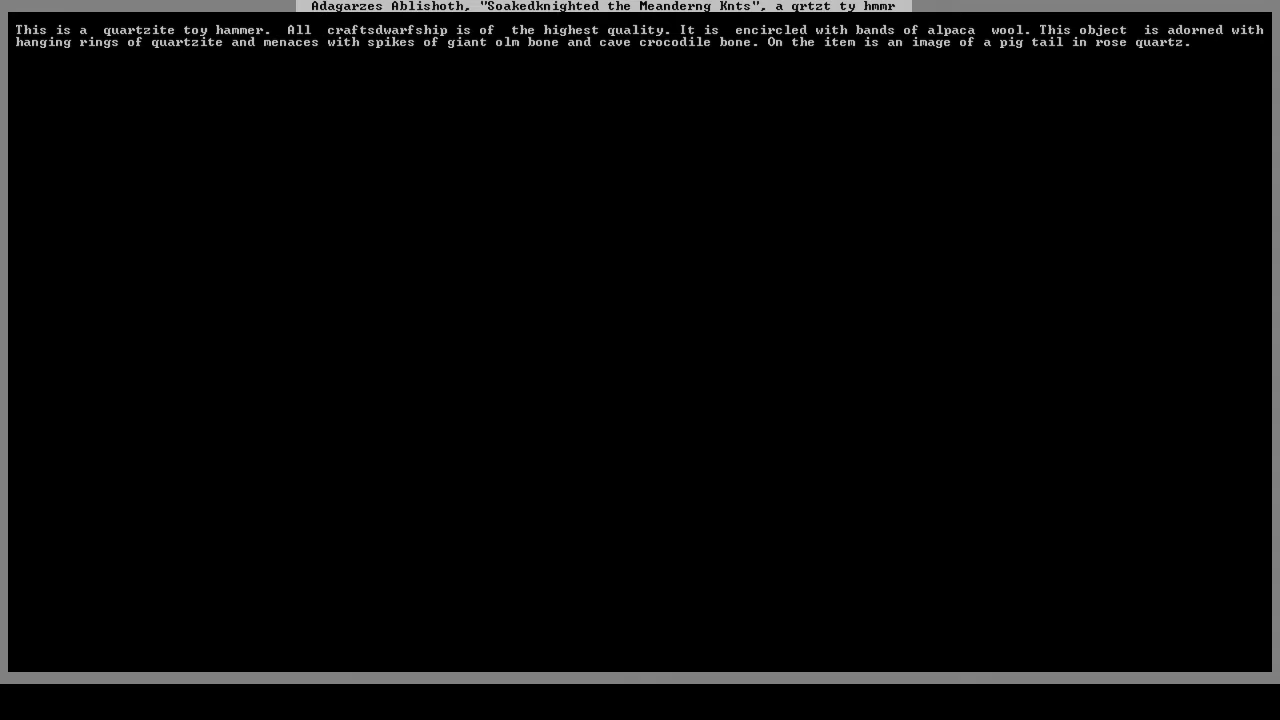 Adagarzes Ablishoth, "Soakedknighted the Meanderng Knts", a qrtzt ty hmmr
This is a  quartzite toy hammer.  All  craftsdwarfship is of  the highest quality. It is  encircled with bands of alpaca  wool. This object  is adorned with
hanging rings of quartzite and menaces with spikes of giant olm bone and cave crocodile bone. On the item is an image of a pig tail in rose quartz.